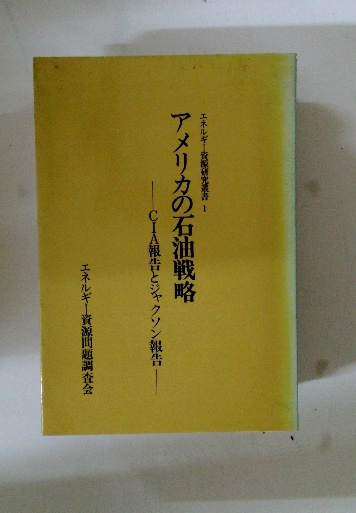 エネルギー資源研究叢書 1
アメリカの石油戦略
——CIA報告とジャクソン報告——
エネルギー資源問題調査会